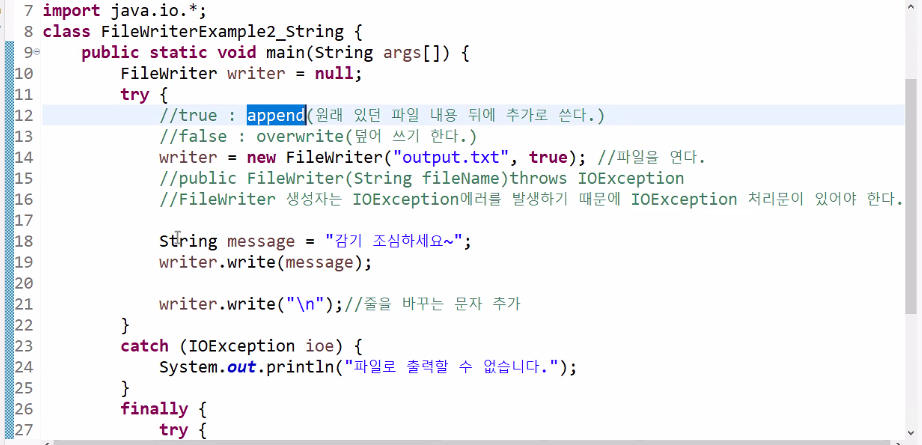 7 import java.io.*;
8 class FileWriterExample2_String {
9 public static void main(String args[]) {
10 FileWriter writer = null;
11 try {
12 //true : append(원래 있던 파일 내용 뒤에 추가로 쓴다.)
13 //false : overwrite(덮어 쓰기 한다.)
14 writer = new FileWriter("output.txt", true); //파일을 연다.
15 //public FileWriter(String fileName)throws IOException
16 //FileWriter 생성자는 IOException에러를 발생하기 때문에 IOException 처리문이 있어야 한다.
17
18 String message = "감기 조심하세요~";
19 writer.write(message);
20
21 writer.write("\n");//줄을 바꾸는 문자 추가
22 }
23 catch (IOException ioe) {
24 System.out.println("파일로 출력할 수 없습니다.");
25 }
26 finally {
27 try {